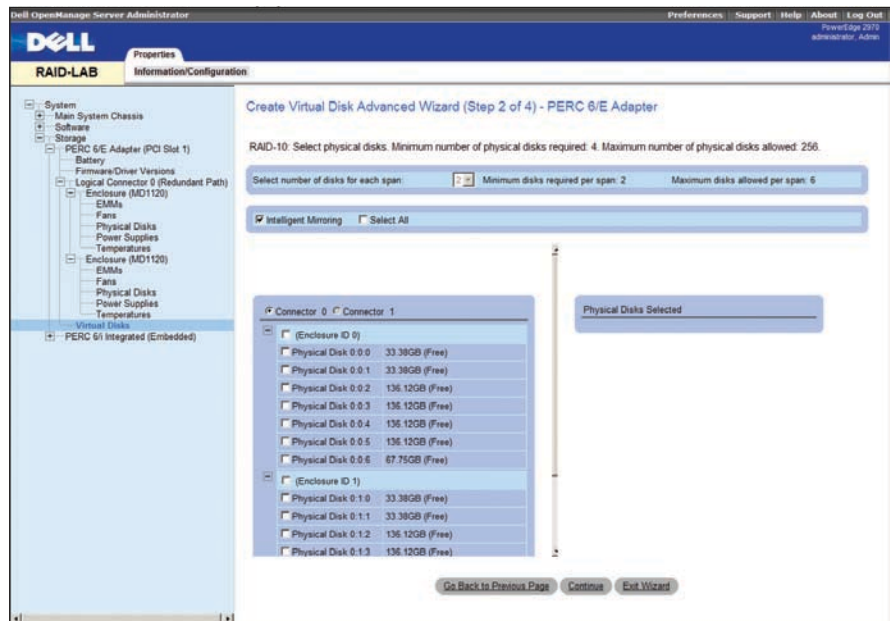 Dell OpenManage Server Administrator
Preferences Support Help About Log Out
PowerEdge 2970
administrator, Admin
DELL
Properties
RAID-LAB
Information/Configuration
System
Main System Chassis
Software
Storage
PERC 6/E Adapter (PCI Slot 1)
Battery
Firmware/Driver Versions
Logical Connector 0 (Redundant Path)
Enclosure (MD1120)
EMMs
Fans
Physical Disks
Power Supplies
Temperatures
Enclosure (MD1120)
EMMs
Fans
Physical Disks
Power Supplies
Temperatures
Virtual Disks
PERC 6/i Integrated (Embedded)
Create Virtual Disk Advanced Wizard (Step 2 of 4) - PERC 6/E Adapter
RAID-10: Select physical disks. Minimum number of physical disks required: 4. Maximum number of physical disks allowed: 256.
Select number of disks for each span: 2 Minimum disks required per span: 2 Maximum disks allowed per span: 6
Intelligent Mirroring Select All
Connector 0 Connector 1
(Enclosure ID 0)
Physical Disk 0:0:0 33.38GB (Free)
Physical Disk 0:0:1 33.38GB (Free)
Physical Disk 0:0:2 136.12GB (Free)
Physical Disk 0:0:3 136.12GB (Free)
Physical Disk 0:0:4 136.12GB (Free)
Physical Disk 0:0:5 136.12GB (Free)
Physical Disk 0:0:6 67.75GB (Free)
(Enclosure ID 1)
Physical Disk 0:1:0 33.38GB (Free)
Physical Disk 0:1:1 33.38GB (Free)
Physical Disk 0:1:2 136.12GB (Free)
Physical Disk 0:1:3 136.12GB (Free)
Physical Disks Selected
Go Back to Previous Page Continue Exit Wizard